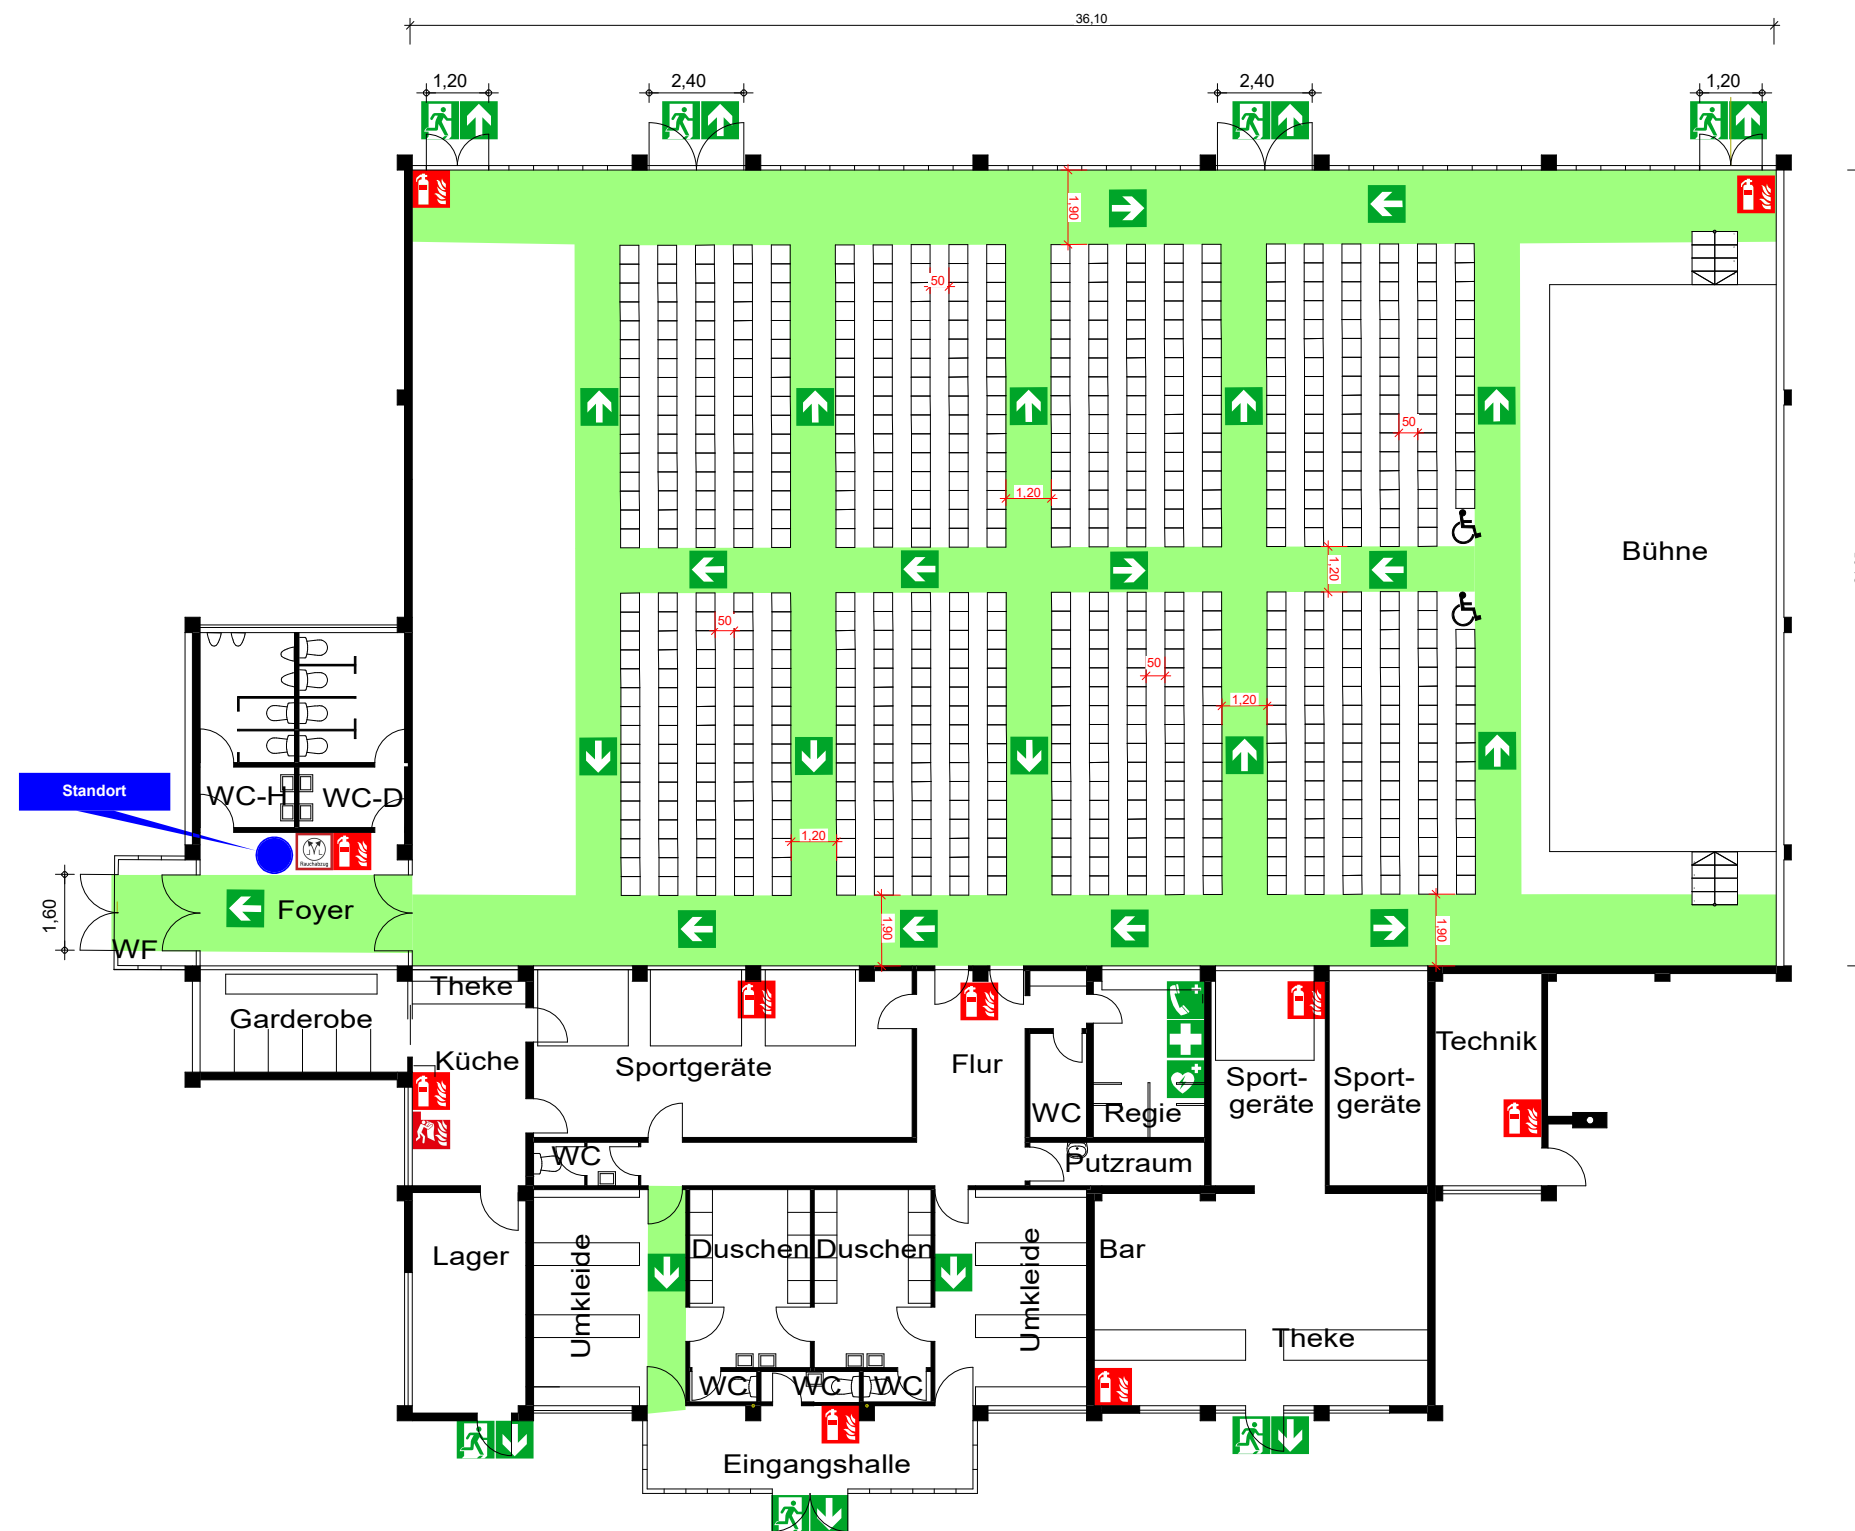 36,10
1,20
2,40
2,40
1,20
1,90
50
50
1,20
1,20
Bühne
50
50
1,20
Standort
WC-H
WC-D
Rauchabzug
1,20
1,60
Foyer
WF
1,90
1,90
Theke
Garderobe
Küche
Sportgeräte
Flur
WC
Regie
Sport-
geräte
Sport-
geräte
Technik
WC
Putzraum
Lager
Umkleide
Duschen
Duschen
Umkleide
Bar
Theke
WC
WC
WC
Eingangshalle